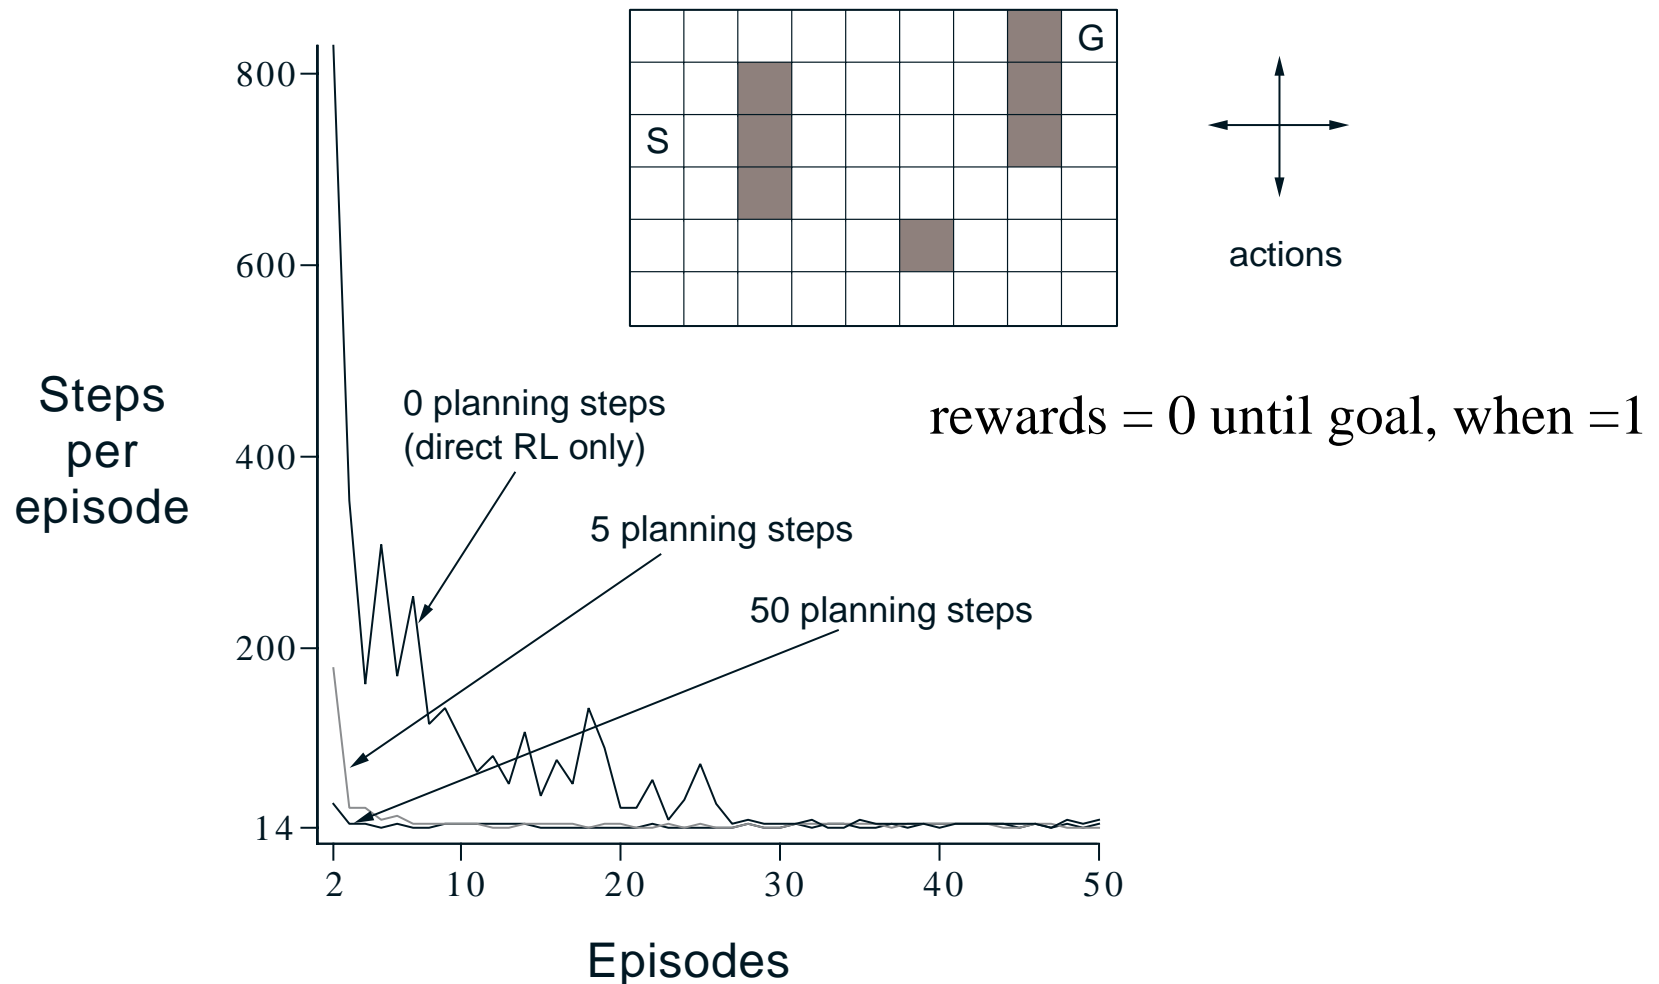 G
S
actions
rewards = 0 until goal, when =1
Steps
per
episode
800
600
400
200
14
0 planning steps
(direct RL only)
5 planning steps
50 planning steps
2 10 20 30 40 50
Episodes